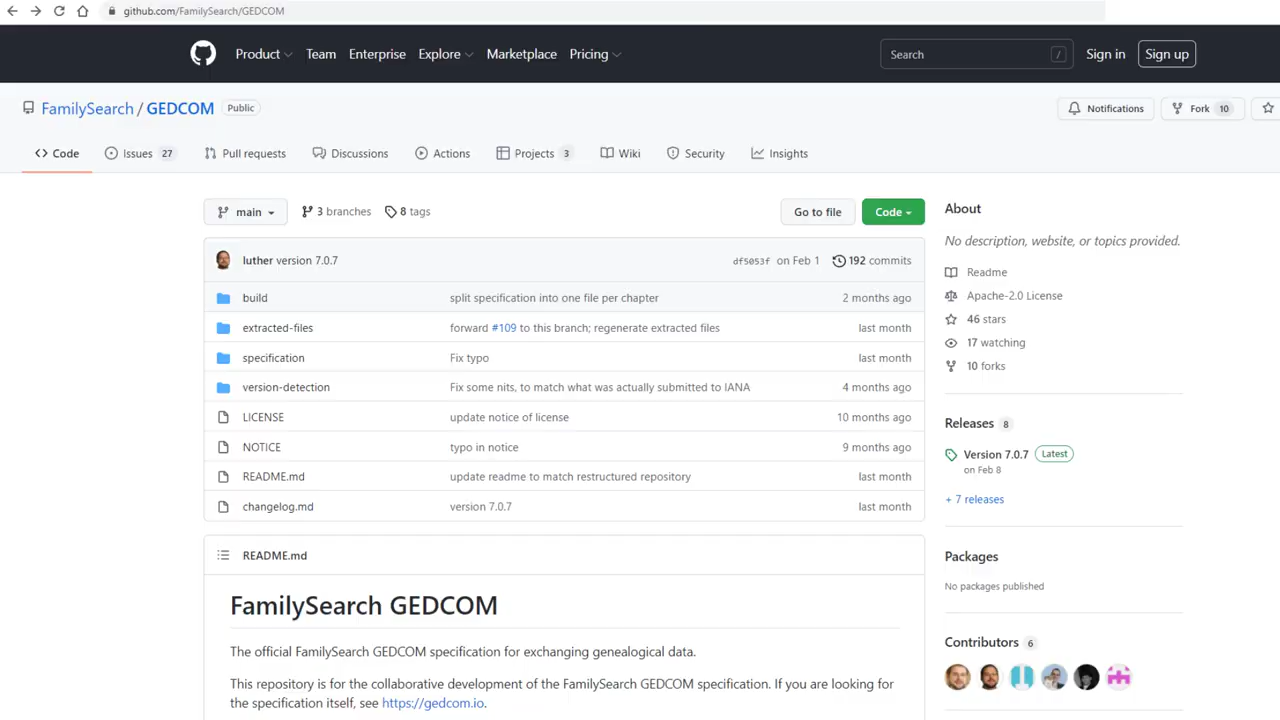 github.com/FamilySearch/GEDCOM
Product Team Enterprise Explore Marketplace Pricing Search / Sign in Sign up
FamilySearch / GEDCOM Public Notifications Fork 10
Code Issues 27 Pull requests Discussions Actions Projects 3 Wiki Security Insights
main 3 branches 8 tags Go to file Code
luther version 7.0.7 df5053f on Feb 1 192 commits
build split specification into one file per chapter 2 months ago
extracted-files forward #109 to this branch; regenerate extracted files last month
specification Fix typo last month
version-detection Fix some nits, to match what was actually submitted to IANA 4 months ago
LICENSE update notice of license 10 months ago
NOTICE typo in notice 9 months ago
README.md update readme to match restructured repository last month
changelog.md version 7.0.7 last month
README.md
FamilySearch GEDCOM
The official FamilySearch GEDCOM specification for exchanging genealogical data.
This repository is for the collaborative development of the FamilySearch GEDCOM specification. If you are looking for
the specification itself, see https://gedcom.io.
About
No description, website, or topics provided.
Readme
Apache-2.0 License
46 stars
17 watching
10 forks
Releases 8
Version 7.0.7 Latest
on Feb 8
+ 7 releases
Packages
No packages published
Contributors 6